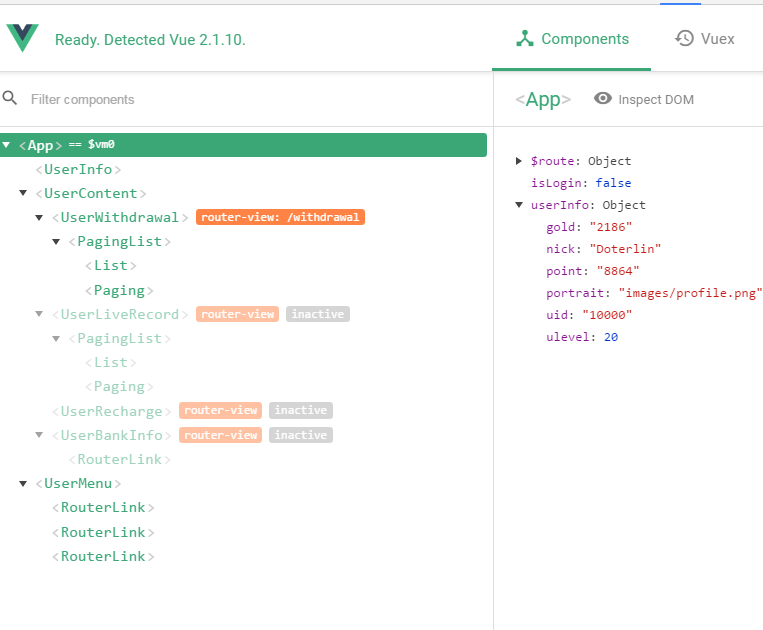 Ready. Detected Vue 2.1.10.
Components
Vuex
Filter components
<App>
Inspect DOM
<App> == $vm0
<UserInfo>
<UserContent>
<UserWithdrawal> router-view: /withdrawal
<PagingList>
<List>
<Paging>
<UserLiveRecord> router-view inactive
<PagingList>
<List>
<Paging>
<UserRecharge> router-view inactive
<UserBankInfo> router-view inactive
<RouterLink>
<UserMenu>
<RouterLink>
<RouterLink>
<RouterLink>
$route: Object
isLogin: false
userInfo: Object
gold: "2186"
nick: "Doterlin"
point: "8864"
portrait: "images/profile.png"
uid: "10000"
ulevel: 20